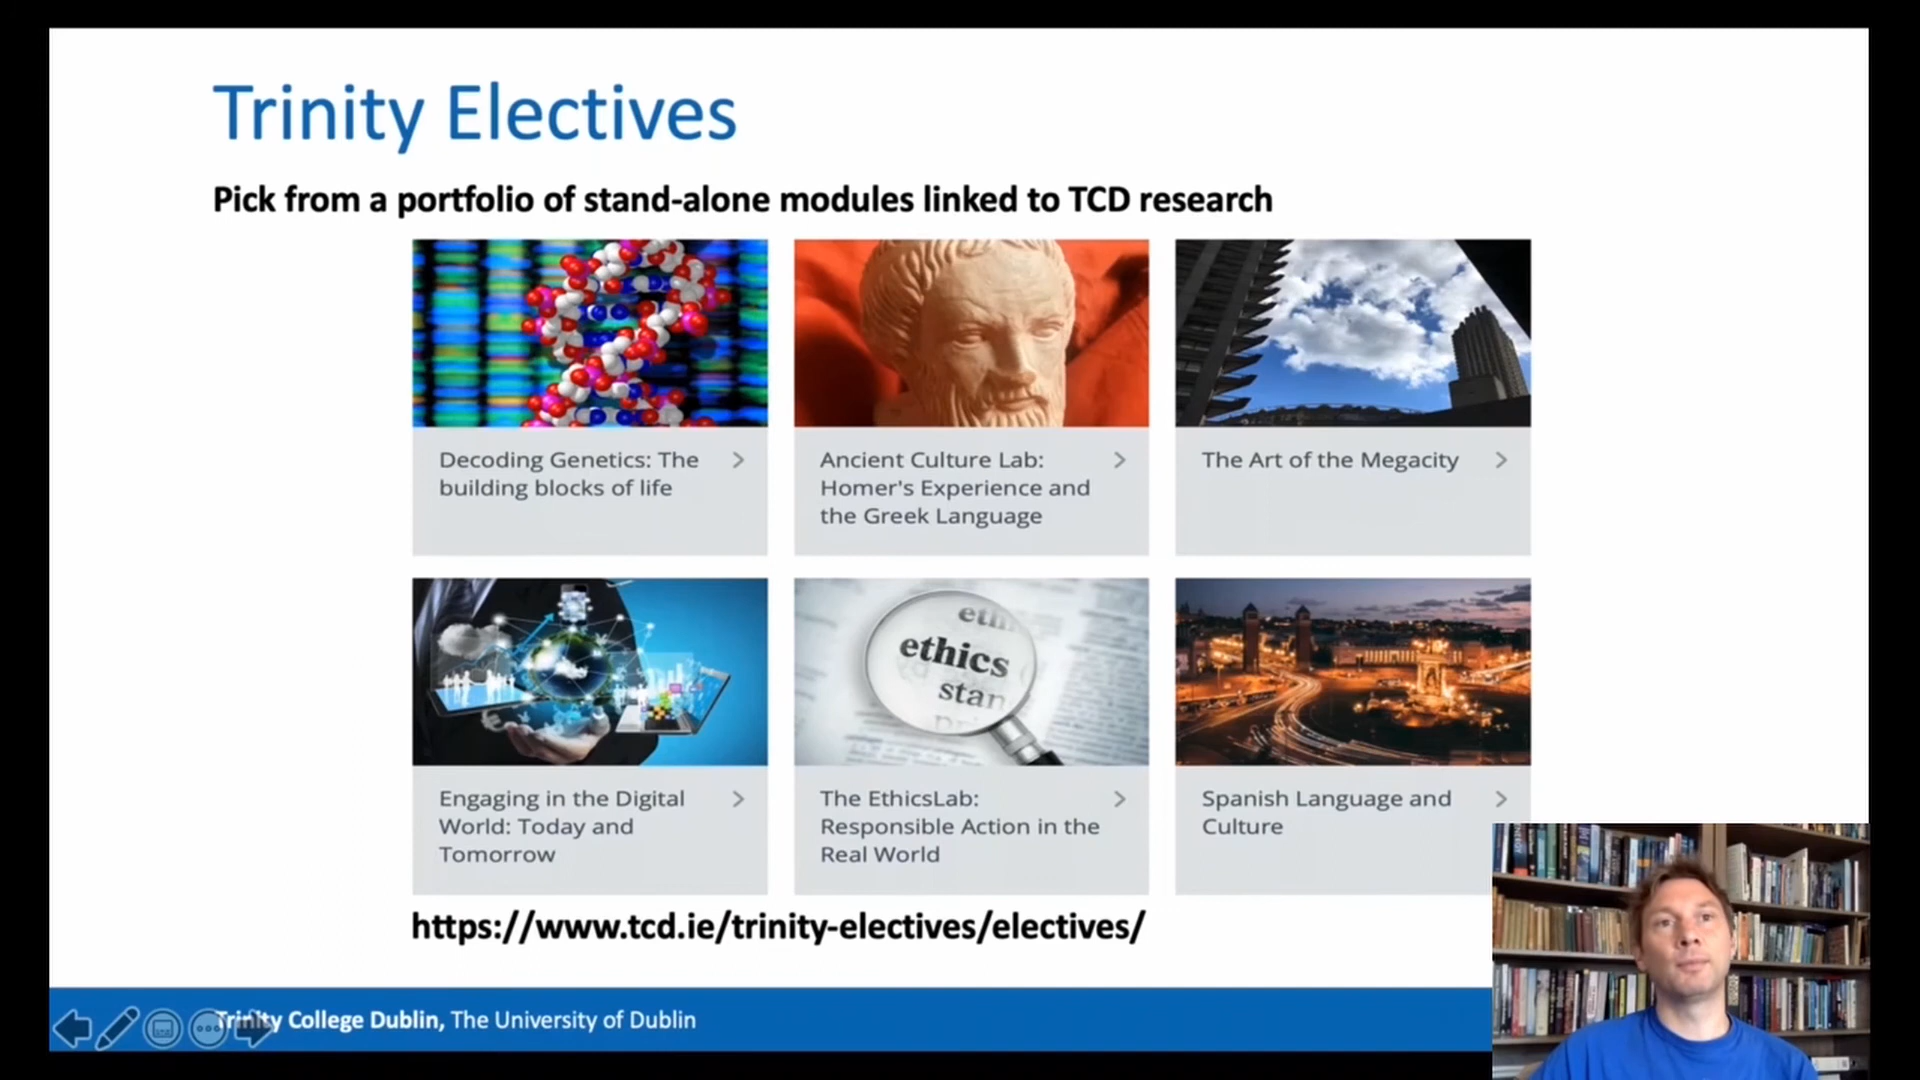 Trinity Electives
Pick from a portfolio of stand-alone modules linked to TCD research
Decoding Genetics: The
building blocks of life
Ancient Culture Lab:
Homer's Experience and
the Greek Language
The Art of the Megacity
ethics
stan
Engaging in the Digital
World: Today and
Tomorrow
The EthicsLab:
Responsible Action in the
Real World
Spanish Language and
Culture
https://www.tcd.ie/trinity-electives/electives/
Trinity College Dublin, The University of Dublin